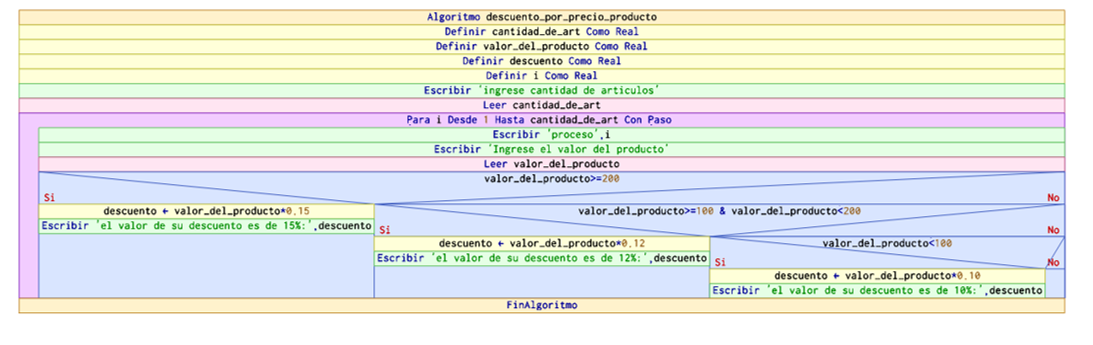 Algoritmo descuento_por_precio_producto
Definir cantidad_de_art Como Real
Definir valor_del_producto Como Real
Definir descuento Como Real
Definir i Como Real
Escribir 'ingrese cantidad de articulos'
Leer cantidad_de_art
Para i Desde 1 Hasta cantidad_de_art Con Paso
Escribir 'proceso',i
Escribir 'Ingrese el valor del producto'
Leer valor_del_producto
valor_del_producto>=200
Si
No
descuento ← valor_del_producto*0.15
valor_del_producto>=100 & valor_del_producto<200
Escribir 'el valor de su descuento es de 15%:',descuento
Si
No
descuento ← valor_del_producto*0.12
valor_del_producto<100
Escribir 'el valor de su descuento es de 12%:',descuento
Si
No
descuento ← valor_del_producto*0.10
Escribir 'el valor de su descuento es de 10%:',descuento
FinAlgoritmo